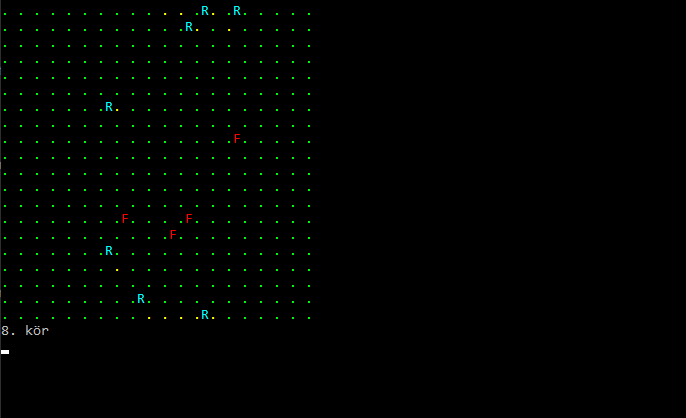 . . . . . . . . . . . . .R. .R. . . . .
. . . . . . . . . . . .R. . . . . . . .
. . . . . . . . . . . . . . . . . . . .
. . . . . . . . . . . . . . . . . . . .
. . . . . . . . . . . . . . . . . . . .
. . . . . . . . . . . . . . . . . . . .
. . . . . . .R. . . . . . . . . . . . .
. . . . . . . . . . . . . . . . . . . .
. . . . . . . . . . . . . . .F. . . . .
. . . . . . . . . . . . . . . . . . . .
. . . . . . . . . . . . . . . . . . . .
. . . . . . . . . . . . . . . . . . . .
. . . . . . . . . . . . . . . . . . . .
. . . . . . . .F. . . .F. . . . . . . .
. . . . . . . . . . .F. . . . . . . . .
. . . . . . .R. . . . . . . . . . . . .
. . . . . . . . . . . . . . . . . . . .
. . . . . . . . . . . . . . . . . . . .
. . . . . . . . .R. . . . . . . . . . .
. . . . . . . . . . . . .R. . . . . . .
8. kör